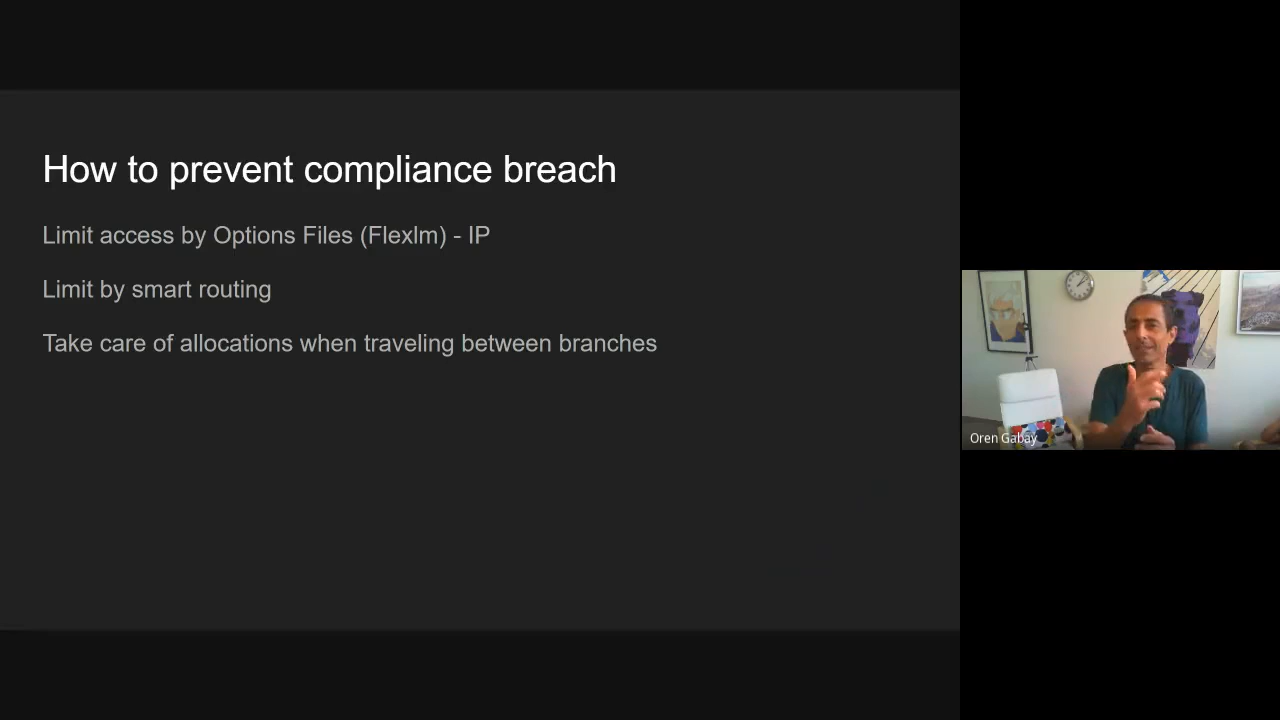 How to prevent compliance breach
Limit access by Options Files (Flexlm) - IP
Limit by smart routing
Take care of allocations when traveling between branches
Oren Gabay